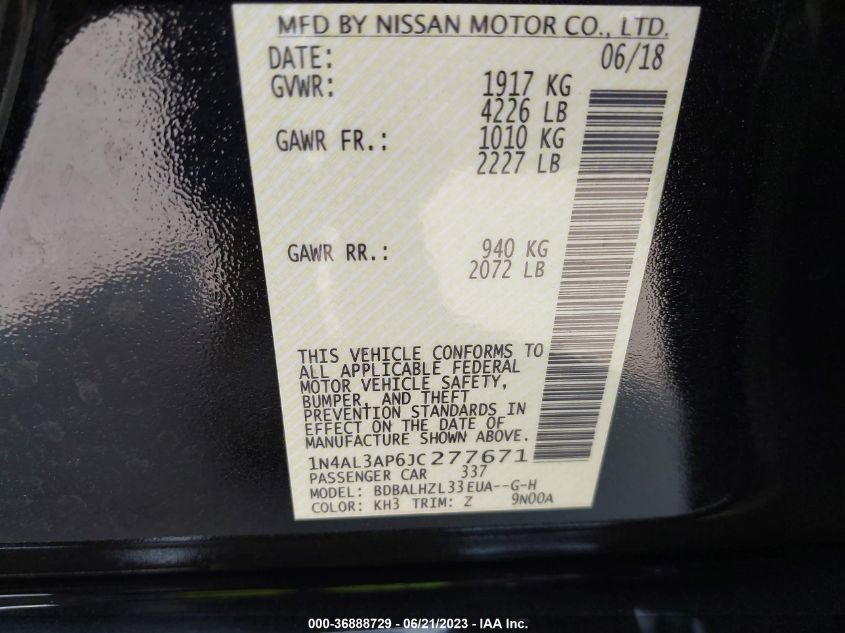 MFD BY NISSAN MOTOR CO., LTD.
DATE: 06/18
GVWR: 1917 KG
4226 LB
GAWR FR.: 1010 KG
2227 LB
GAWR RR.: 940 KG
2072 LB
THIS VEHICLE CONFORMS TO
ALL APPLICABLE FEDERAL
MOTOR VEHICLE SAFETY,
BUMPER, AND THEFT
PREVENTION STANDARDS IN
EFFECT ON THE DATE OF
MANUFACTURE SHOWN ABOVE.
1N4AL3AP6JC277671
PASSENGER CAR 337
MODEL: BDBALHZL33EUA--G-H
COLOR: KH3 TRIM: Z 9N00A
000-36888729 - 06/21/2023 - IAA Inc.